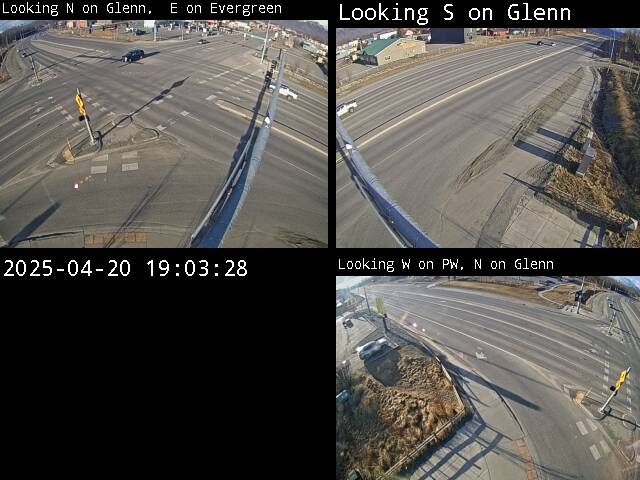 Looking N on Glenn,  E on Evergreen
Looking S on Glenn
2025-04-20 19:03:28
Looking W on PW, N on Glenn